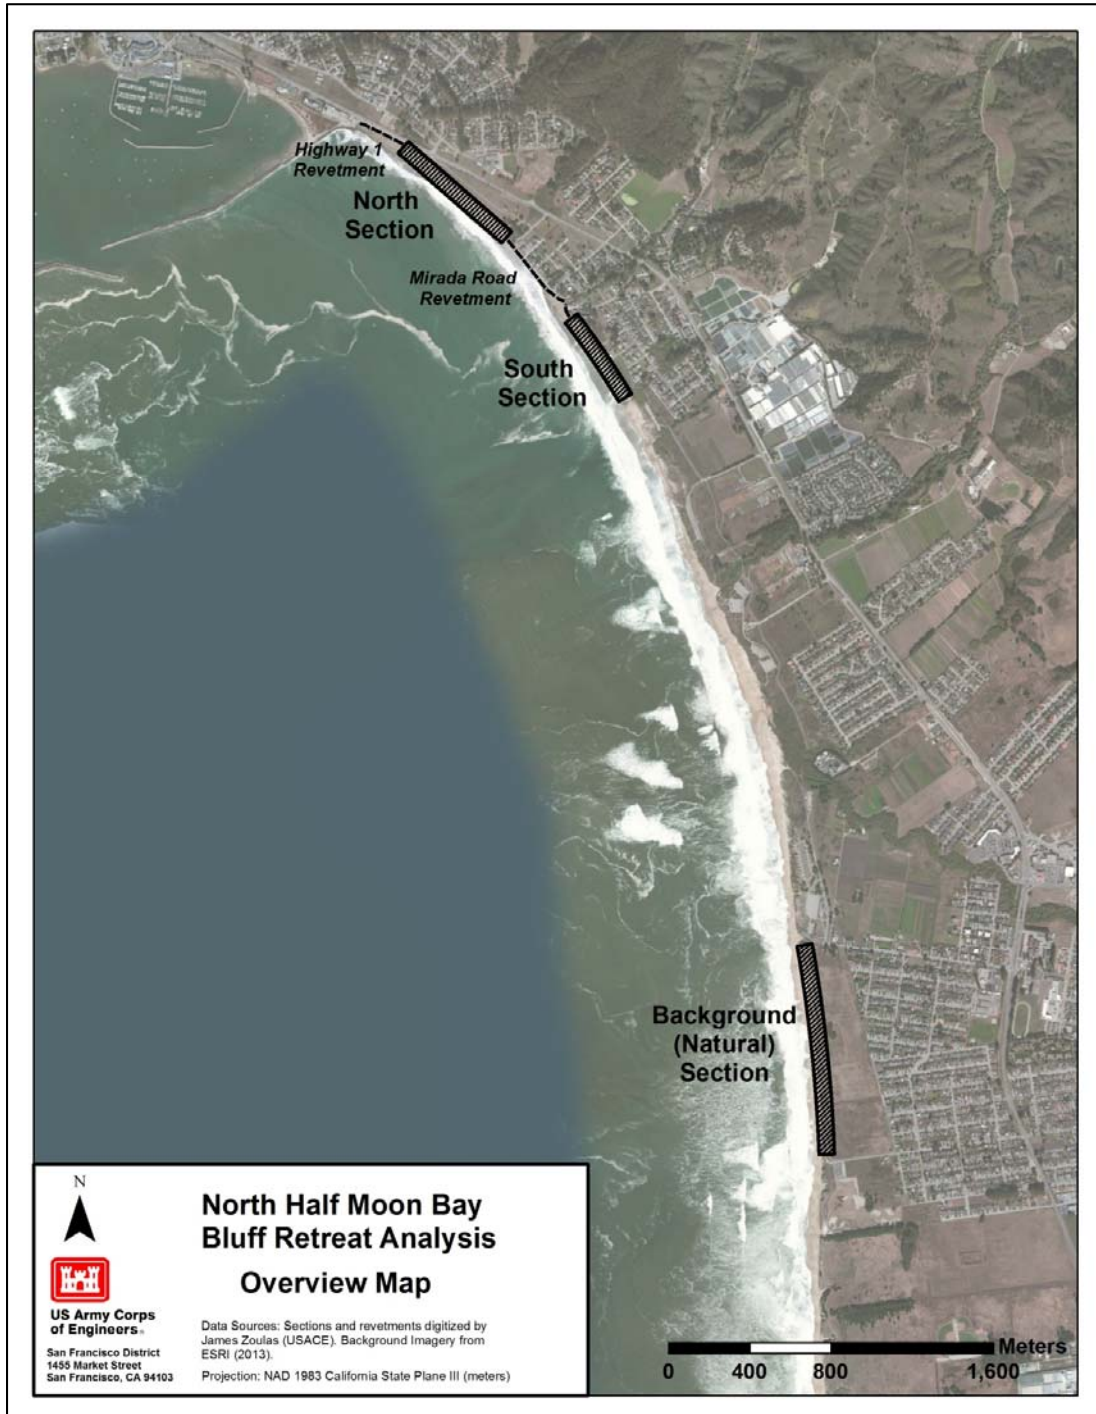 Highway 1
Revetment
North
Section
Mirada Road
Revetment
South
Section
Background
(Natural)
Section
N
North Half Moon Bay
Bluff Retreat Analysis
Overview Map
US Army Corps
of Engineers®
San Francisco District
1455 Market Street
San Francisco, CA 94103
Data Sources: Sections and revetments digitized by
James Zoulas (USACE). Background Imagery from
ESRI (2013).
Projection: NAD 1983 California State Plane III (meters)
Meters
0 400 800 1,600